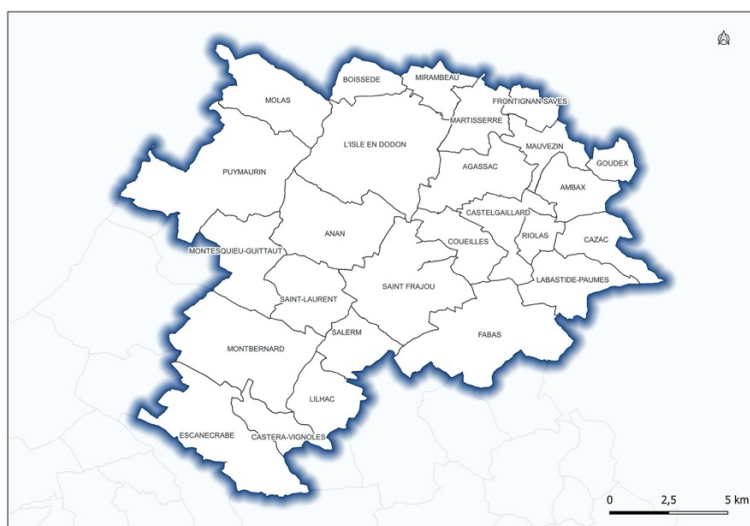 BOISSEDE
MIRAMBEAU
MOLAS
FRONTIGNAN-SAVES
MARTISSERRE
L'ISLE EN DODON
MAUVEZIN
GOUDEX
AGASSAC
PUYMAURIN
AMBAX
CASTELGAILLARD
ANAN
RIOLAS
CAZAC
COUEILLES
MONTESQUIEU-GUITTAUT
LABASTIDE-PAUMES
SAINT FRAJOU
SAINT-LAURENT
SALERM
FABAS
MONTBERNARD
LILHAC
ESCANECRABE
CASTERA-VIGNOLES
0 2,5 5 km